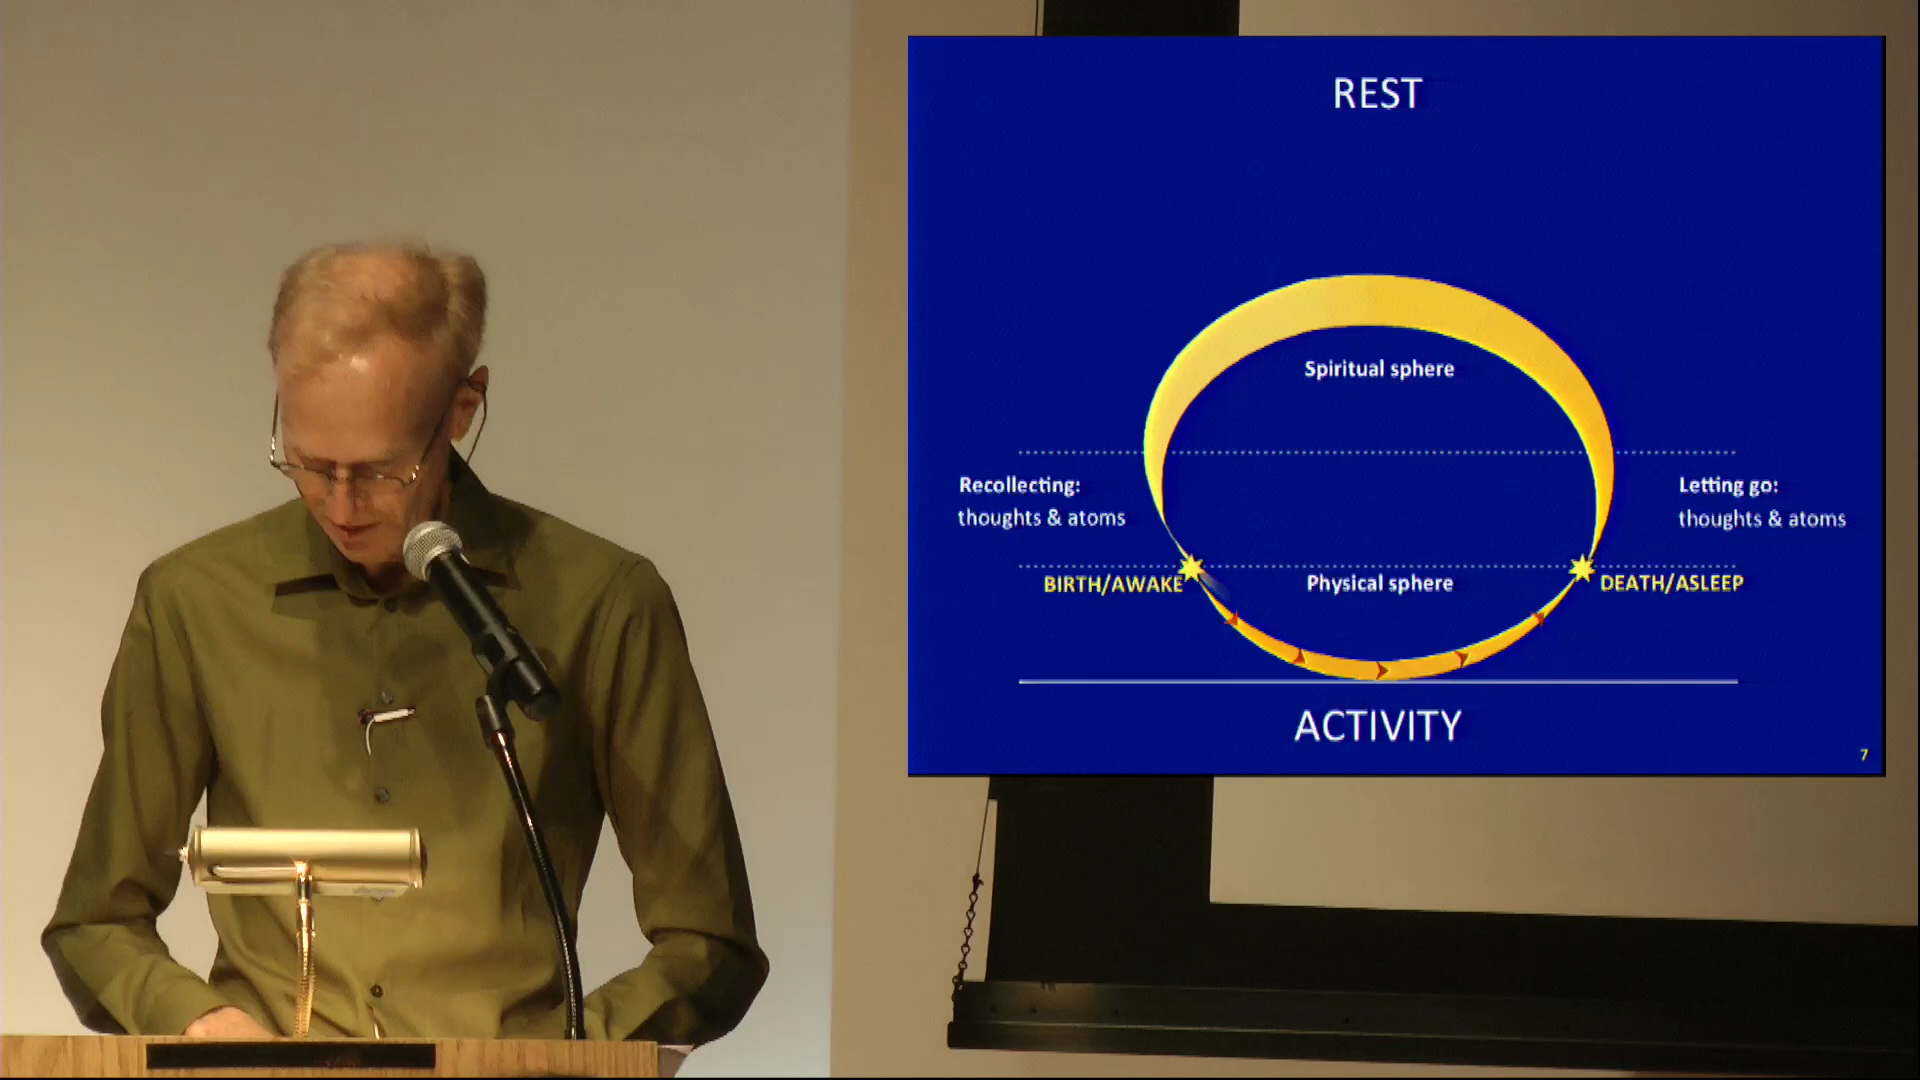 REST
Spiritual sphere
Recollecting:
thoughts & atoms
Letting go:
thoughts & atoms
BIRTH/AWAKE
Physical sphere
DEATH/ASLEEP
ACTIVITY
7